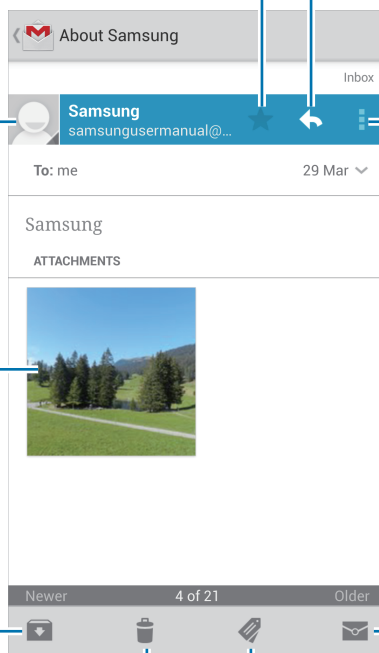 About Samsung
Inbox
Samsung
samsungusermanual@...
To: me 29 Mar
Samsung
ATTACHMENTS
Newer 4 of 21 Older